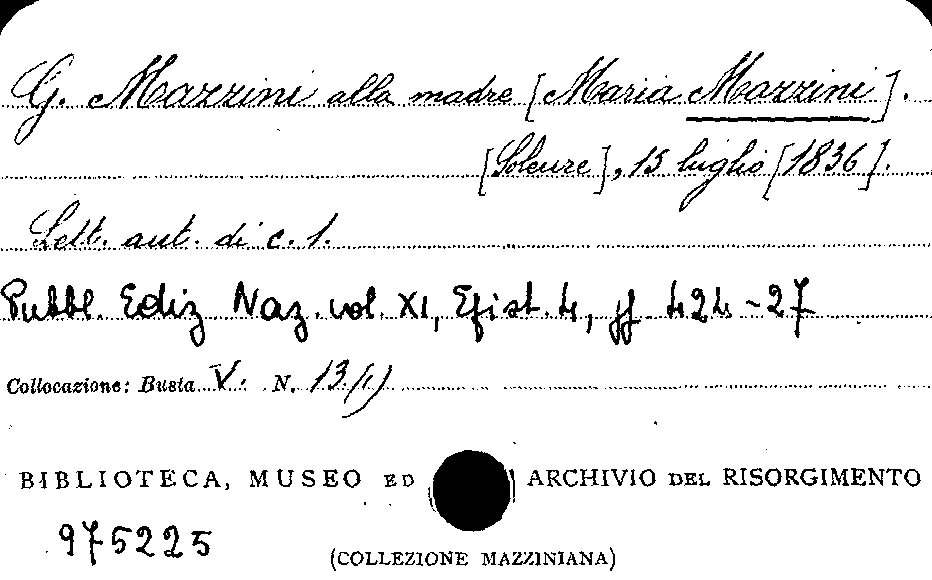 G. Mazzini alla madre [Maria Mazzini].
[Soleure], 15 luglio [1836].
Lett. aut. di c. 1.
Pubbl. Ediz Naz. vol. XI, Epist. 4, pp. 424-27
Collocazione: Busta V. N. 13/1)
BIBLIOTECA, MUSEO ED ARCHIVIO DEL RISORGIMENTO
975225
(COLLEZIONE MAZZINIANA)